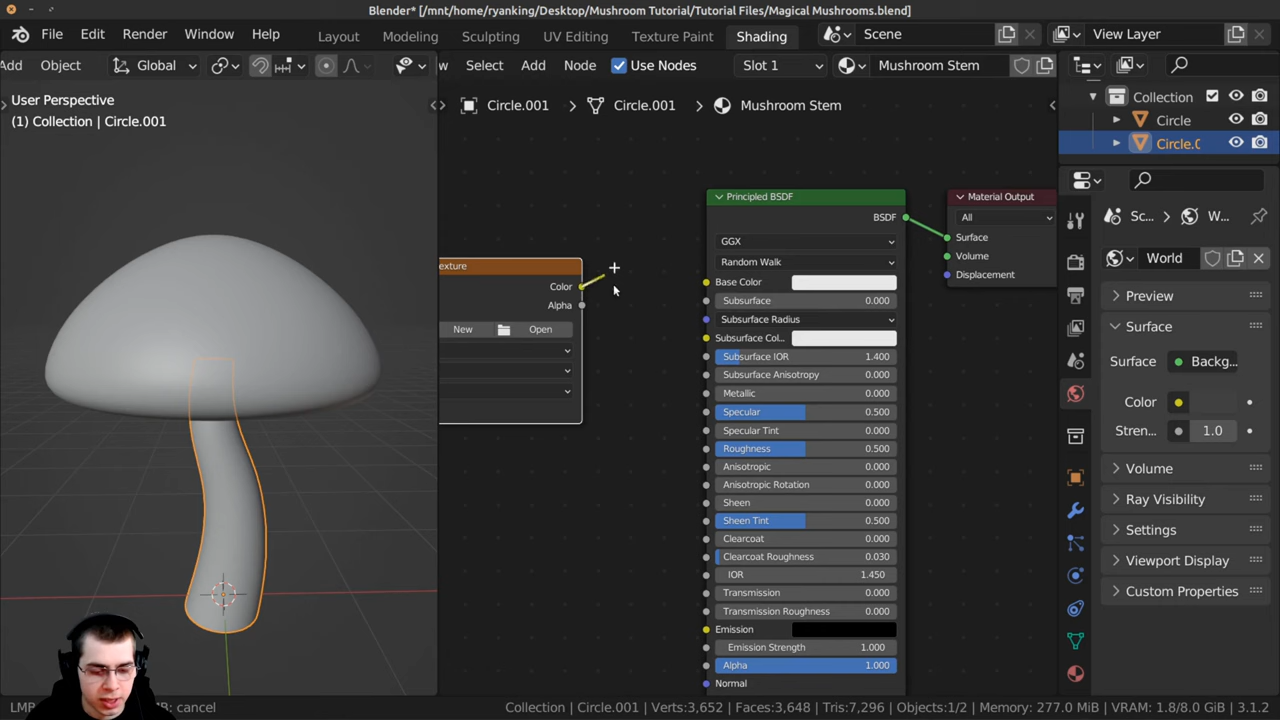 Blender* [/mnt/home/ryanking/Desktop/Mushroom Tutorial/Tutorial Files/Magical Mushrooms.blend]
File Edit Render Window Help Layout Modeling Sculpting UV Editing Texture Paint Shading Scene View Layer
Add Object Global w Select Add Node Use Nodes Slot 1 Mushroom Stem
User Perspective
(1) Collection | Circle.001
Circle.001 > Circle.001 > Mushroom Stem
Collection
Circle
Circle.0
Principled BSDF
BSDF
GGX
Random Walk
Base Color
Subsurface 0.000
Subsurface Radius
Subsurface Col...
Subsurface IOR 1.400
Subsurface Anisotropy 0.000
Metallic 0.000
Specular 0.500
Specular Tint 0.000
Roughness 0.500
Anisotropic 0.000
Anisotropic Rotation 0.000
Sheen 0.000
Sheen Tint 0.500
Clearcoat 0.000
Clearcoat Roughness 0.030
IOR 1.450
Transmission 0.000
Transmission Roughness 0.000
Emission
Emission Strength 1.000
Alpha 1.000
Normal
Material Output
All
Surface
Volume
Displacement
exture
Color
Alpha
New Open
Sc... > W...
World
Preview
Surface
Surface Backg...
Color
Stren... 1.0
Volume
Ray Visibility
Settings
Viewport Display
Custom Properties
LM MB: cancel
Collection | Circle.001 | Verts:3,652 | Faces:3,648 | Tris:7,296 | Objects:1/2 | Memory: 277.0 MiB | VRAM: 1.8/8.0 GiB | 3.1.2